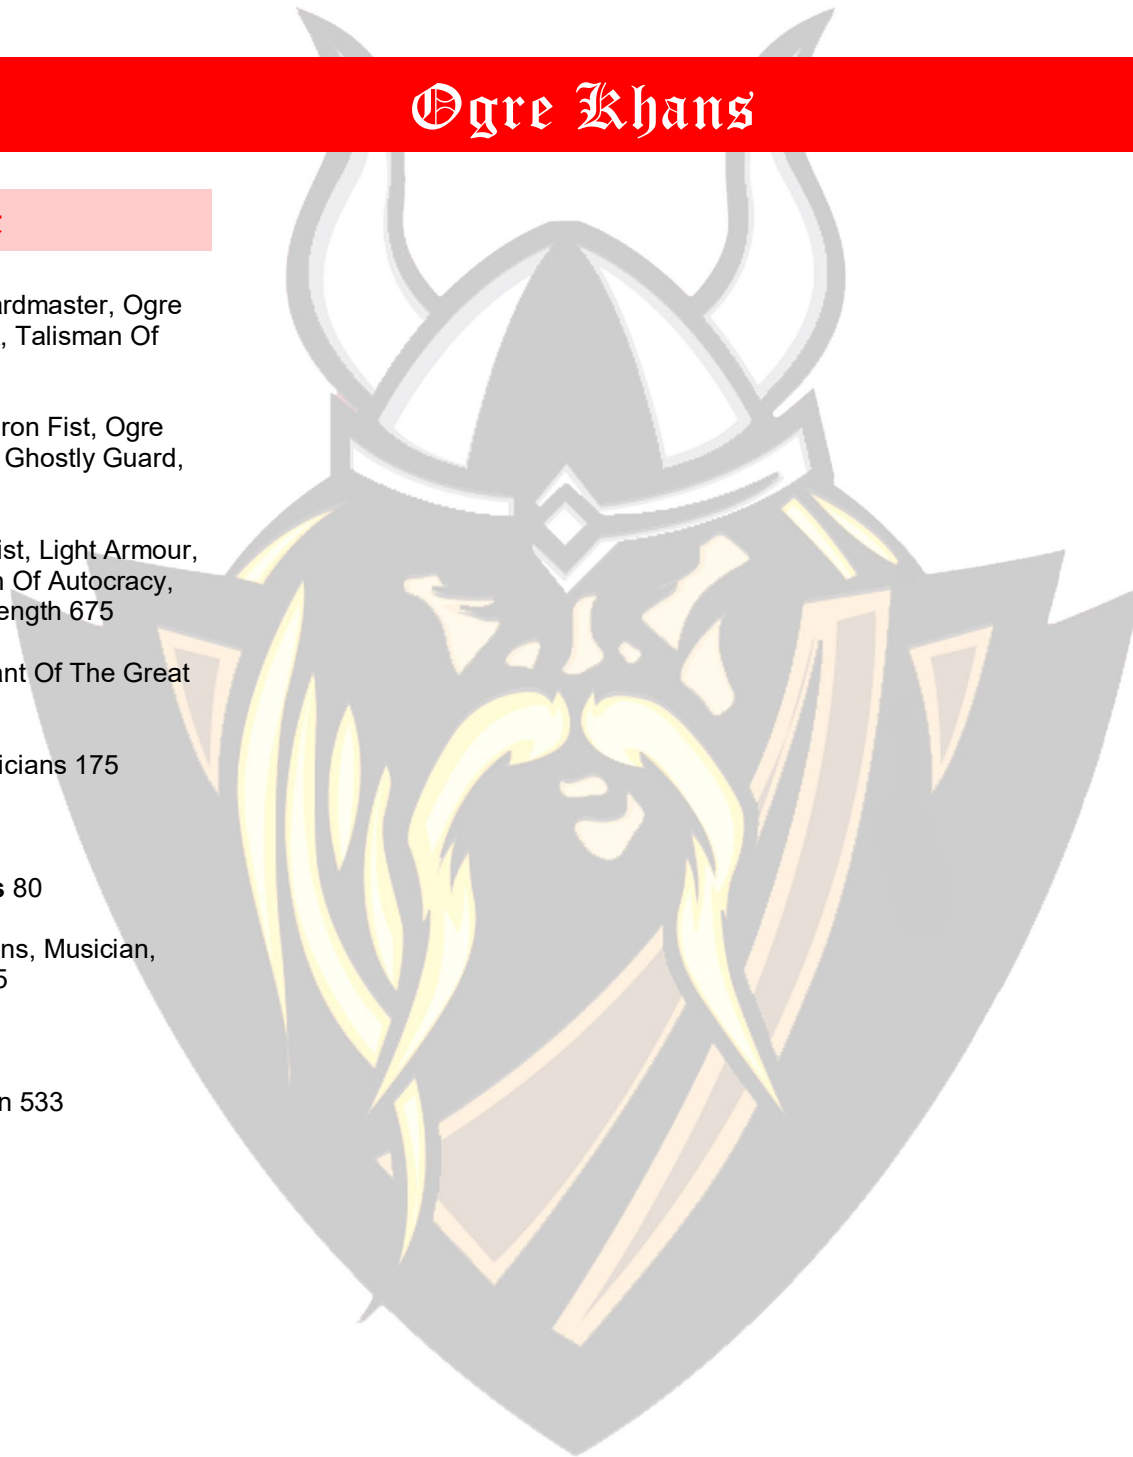 Ogre Khans
rdmaster, Ogre
, Talisman Of
ron Fist, Ogre
Ghostly Guard,
ist, Light Armour,
n Of Autocracy,
ength 675
nt Of The Great
icians 175
s 80
ns, Musician,
5
n 533